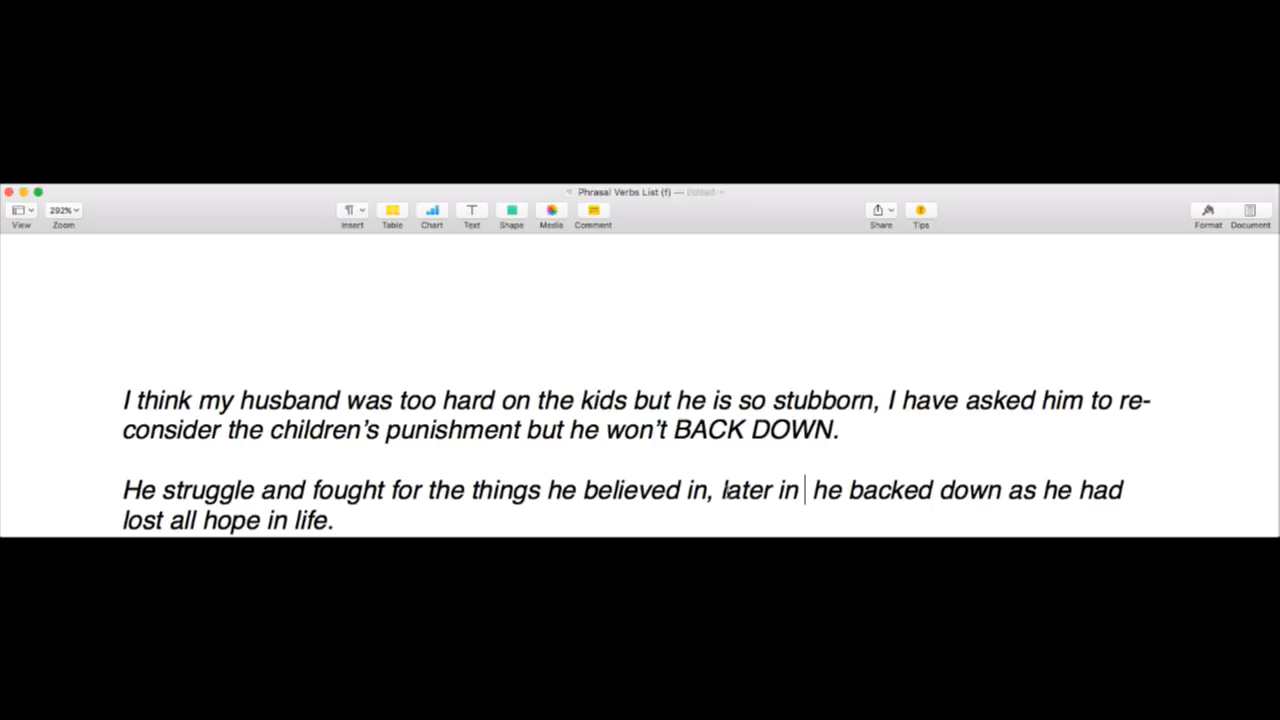 Phrasal Verbs List (f) — Edited
292%
View
Zoom
Insert
Table
Chart
Text
Shape
Media
Comment
Share
Tips
Format
Document
I think my husband was too hard on the kids but he is so stubborn, I have asked him to re-
consider the children's punishment but he won't BACK DOWN.
He struggle and fought for the things he believed in, later in he backed down as he had
lost all hope in life.